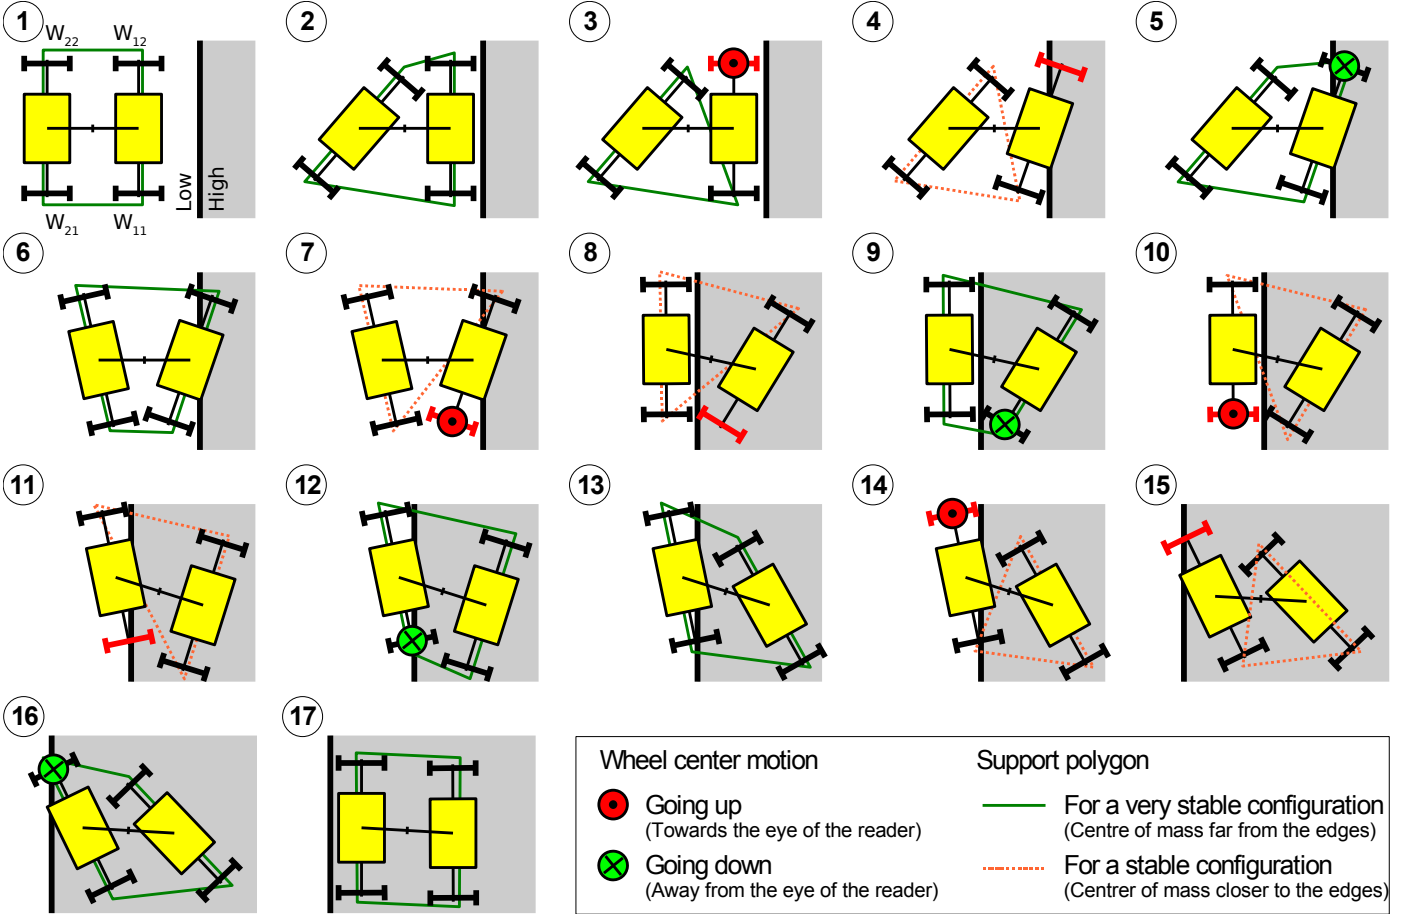 1
2
3
4
5
W22
W12
Low
High
W21
W11
6
7
8
9
10
11
12
13
14
15
16
17
Wheel center motion
Going up
(Towards the eye of the reader)
Going down
(Away from the eye of the reader)
Support polygon
For a very stable configuration
(Centre of mass far from the edges)
For a stable configuration
(Centrer of mass closer to the edges)